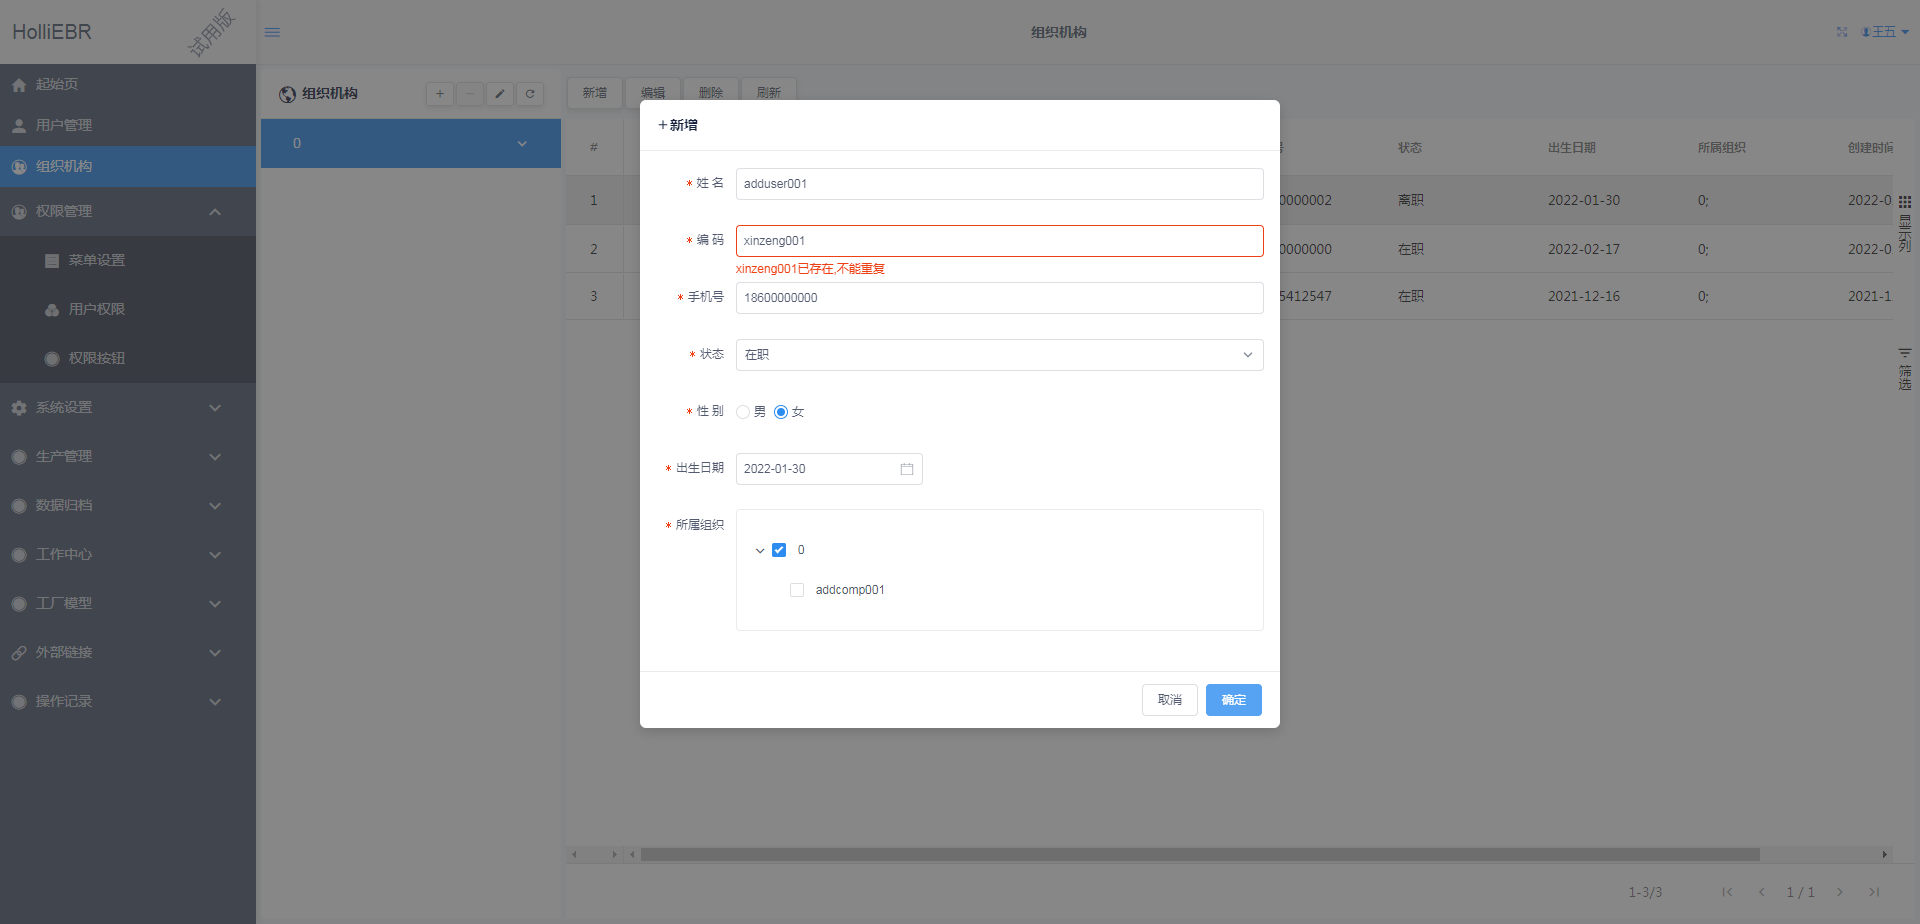 HolliEBR
试用版
组织机构
王五
起始页
用户管理
组织机构
权限管理
菜单设置
用户权限
权限按钮
系统设置
生产管理
数据归档
工作中心
工厂模型
外部链接
操作记录
组织机构
0
新增 编辑 删除 刷新
# 状态 出生日期 所属组织 创建时间
1 0000002 离职 2022-01-30 0; 2022-0
2 0000000 在职 2022-02-17 0; 2022-0
3 5412547 在职 2021-12-16 0; 2021-1
显示列
筛选
1-3/3 1 / 1
新增
* 姓 名 adduser001
* 编 码 xinzeng001
xinzeng001已存在,不能重复
* 手机号 18600000000
* 状态 在职
* 性 别 男 女
* 出生日期 2022-01-30
* 所属组织
0
addcomp001
取消 确定